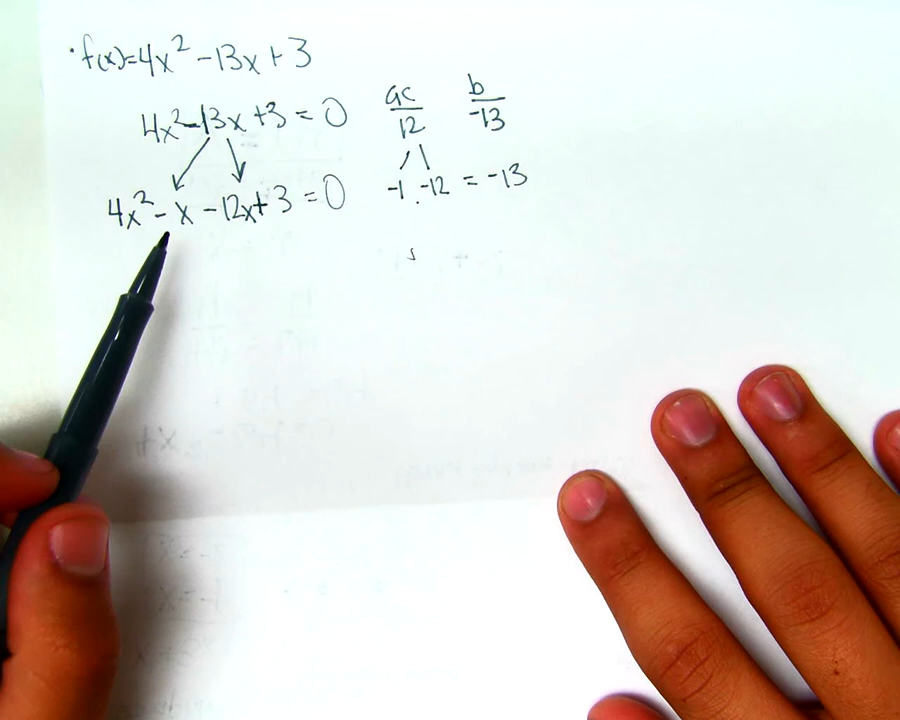 · f(x)=4x² -13x+3
4x²-13x+3=0
ac b
12 -13
4x²-x-12x+3=0
-1 · -12 = -13